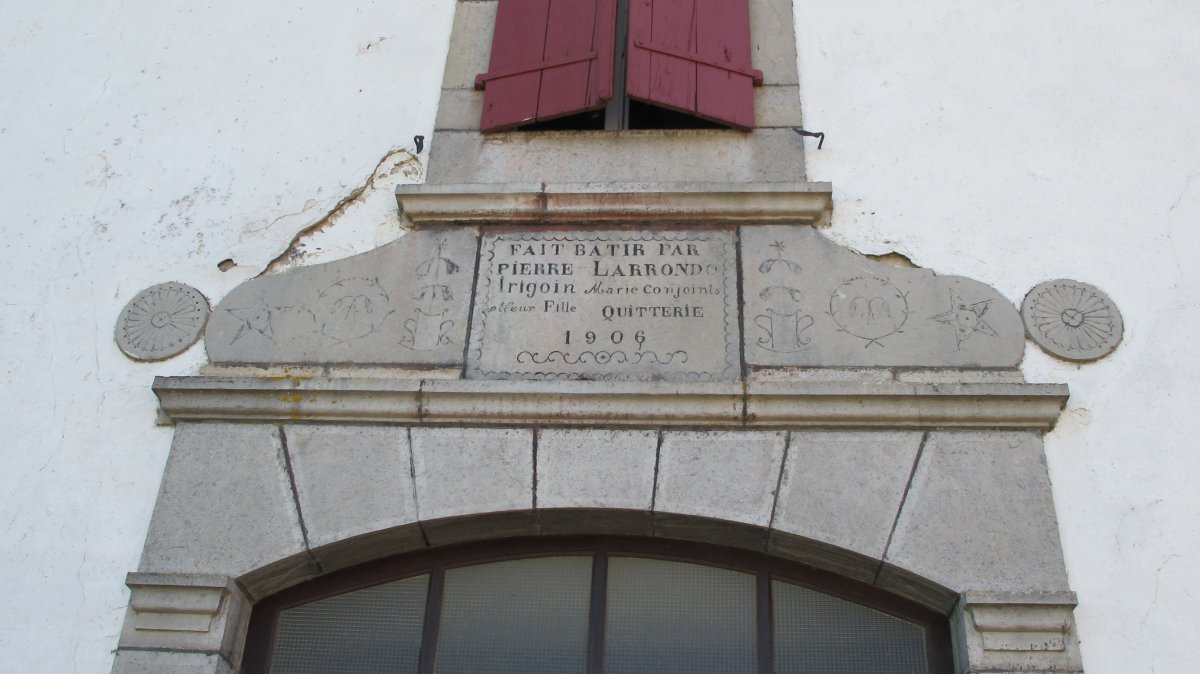 FAIT BATIR PAR
PIERRE LARRONDO
Irigoin Marie Conjoints
et leur Fille QUITTERIE
1906